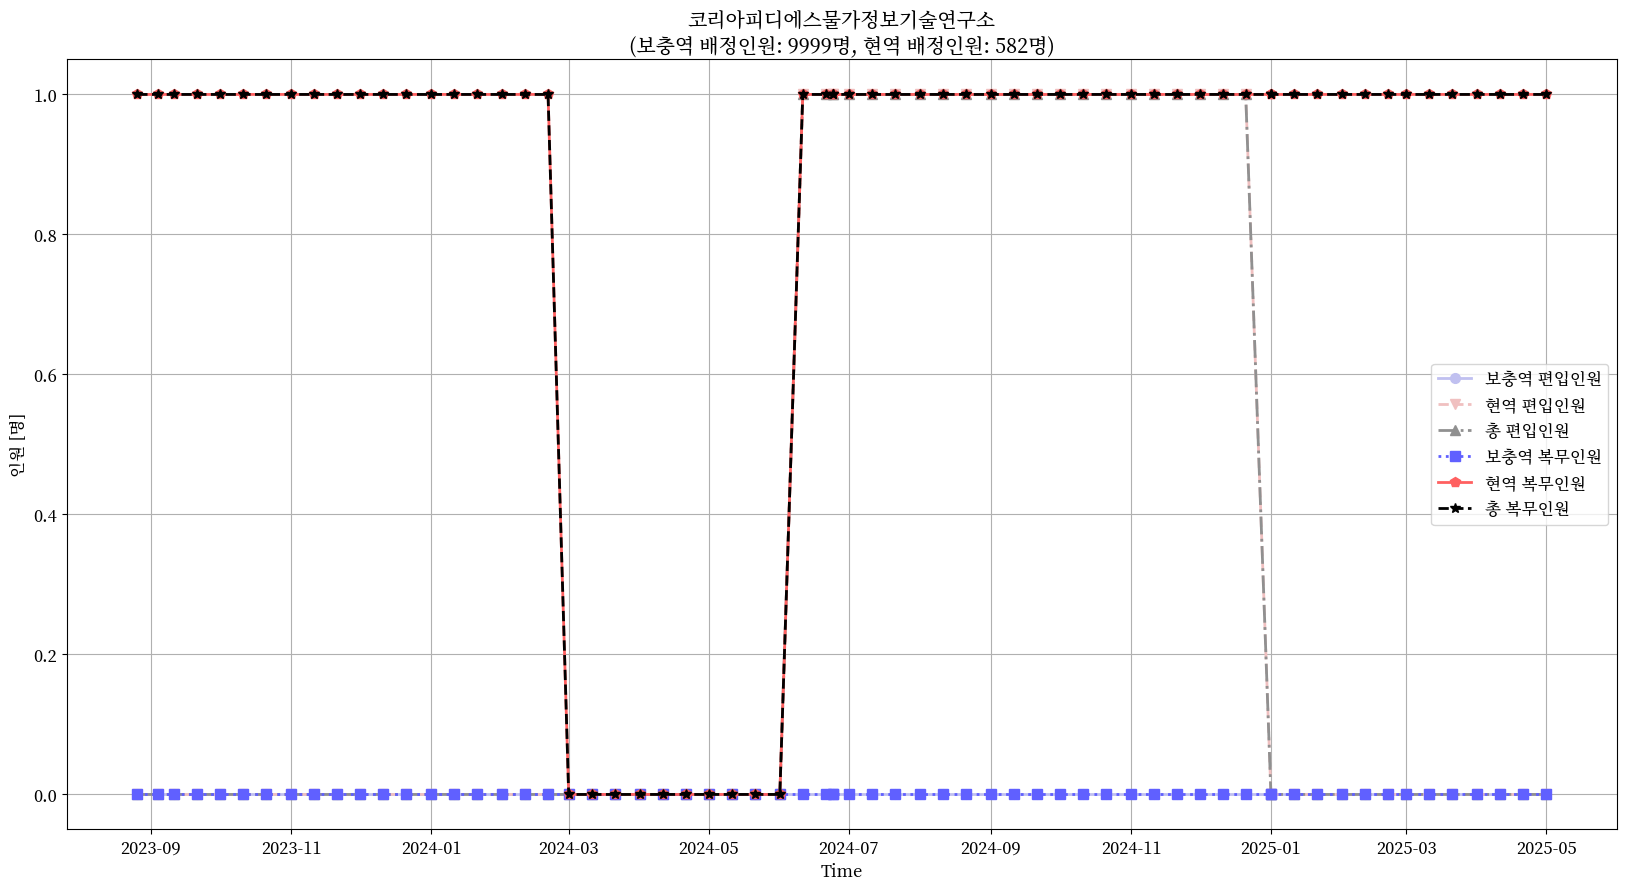 코리아피디에스물가정보기술연구소
(보충역 배정인원: 9999명, 현역 배정인원: 582명)
인원 [명]
1.0
0.8
0.6
0.4
0.2
0.0
보충역 편입인원
현역 편입인원
총 편입인원
보충역 복무인원
현역 복무인원
총 복무인원
2023-09 2023-11 2024-01 2024-03 2024-05 2024-07 2024-09 2024-11 2025-01 2025-03 2025-05
Time